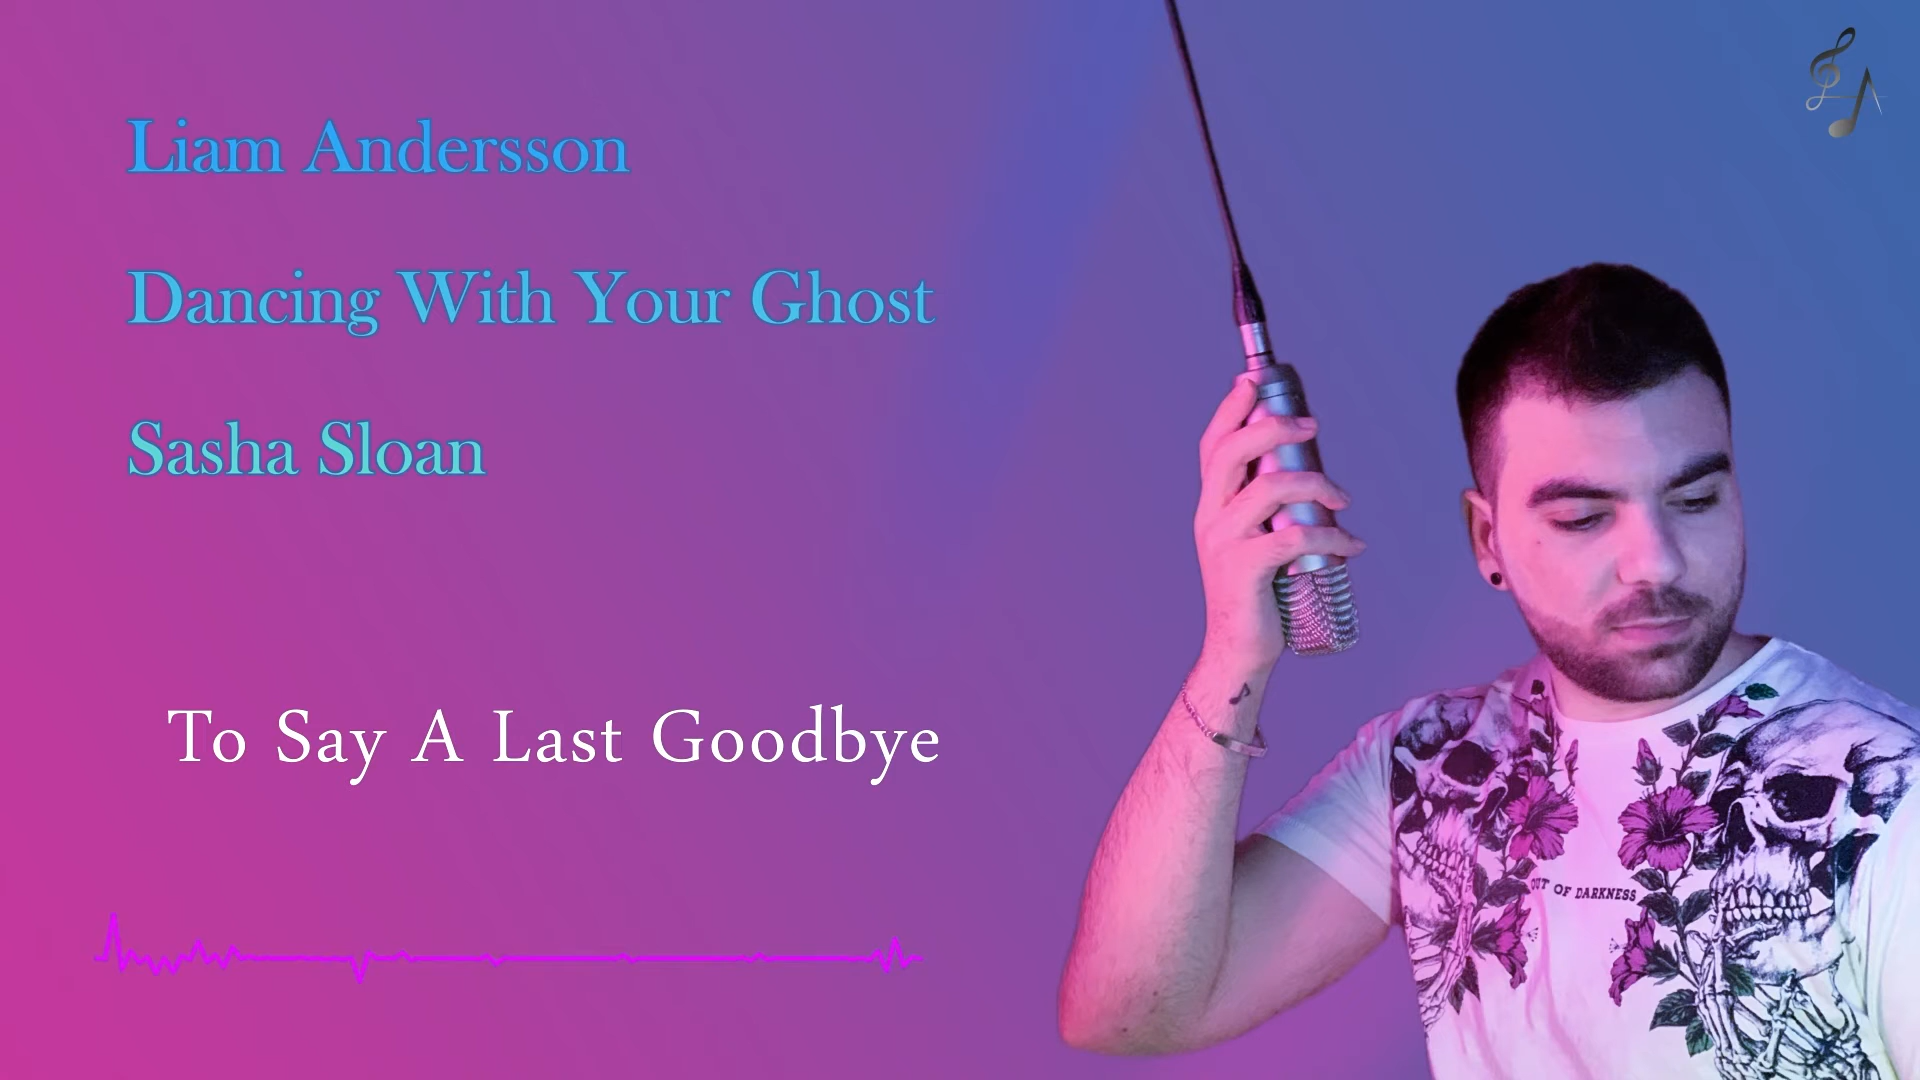 Liam Andersson
Dancing With Your Ghost
Sasha Sloan
To Say A Last Goodbye
OUT OF DARKNESS